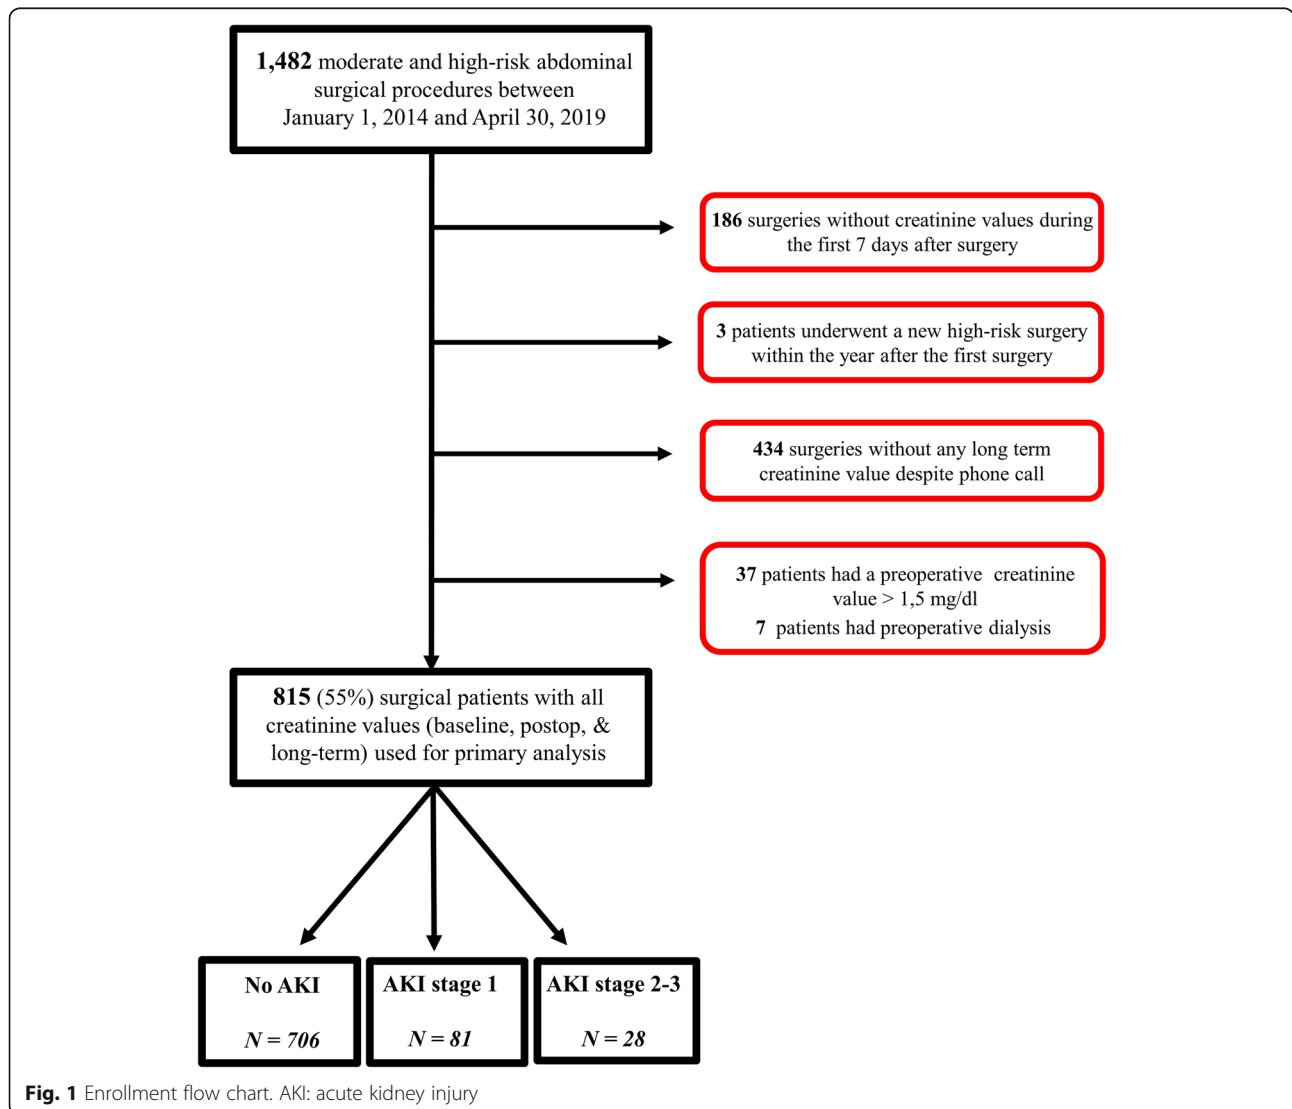 1,482 moderate and high-risk abdominal
surgical procedures between
January 1, 2014 and April 30, 2019
186 surgeries without creatinine values during
the first 7 days after surgery
3 patients underwent a new high-risk surgery
within the year after the first surgery
434 surgeries without any long term
creatinine value despite phone call
37 patients had a preoperative creatinine
value > 1,5 mg/dl
7 patients had preoperative dialysis
815 (55%) surgical patients with all
creatinine values (baseline, postop, &
long-term) used for primary analysis
No AKI
N = 706
AKI stage 1
N = 81
AKI stage 2-3
N = 28
Fig. 1 Enrollment flow chart. AKI: acute kidney injury